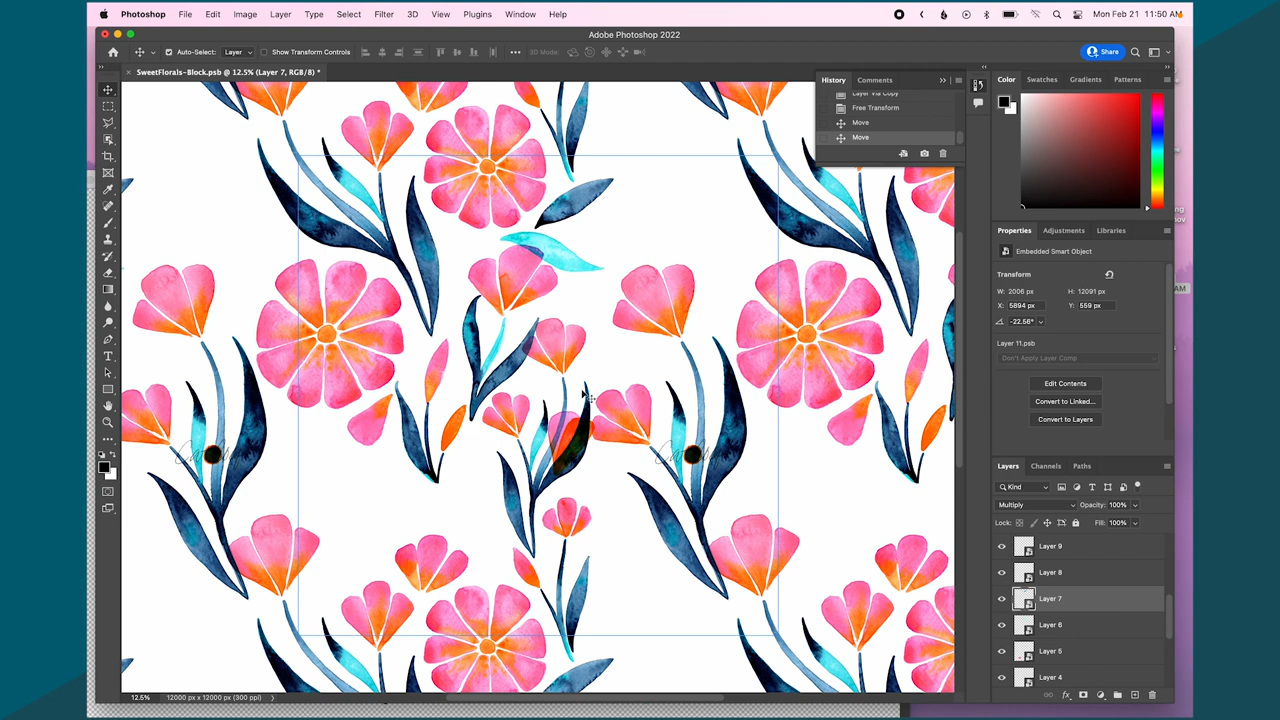 Photoshop File Edit Image Layer Type Select Filter 3D View Plugins Window Help Mon Feb 21 11:50 AM
Adobe Photoshop 2022
Auto-Select: Layer Show Transform Controls 3D Mode: Share
× SweetFlorals-Block.psb @ 12.5% (Layer 7, RGB/8) *
History Comments
Layer Via Copy
Free Transform
Move
Move
Color Swatches Gradients Patterns
Properties Adjustments Libraries
Embedded Smart Object
Transform
W: 2006 px H: 12091 px
X: 5894 px Y: 559 px
-22.56°
Layer 11.psb
Don't Apply Layer Comp
Edit Contents
Convert to Linked...
Convert to Layers
Layers Channels Paths
Kind
Multiply Opacity: 100%
Lock: Fill: 100%
Layer 9
Layer 8
Layer 7
Layer 6
Layer 5
Layer 4
12.5% 12000 px x 12000 px (300 ppi)
AM